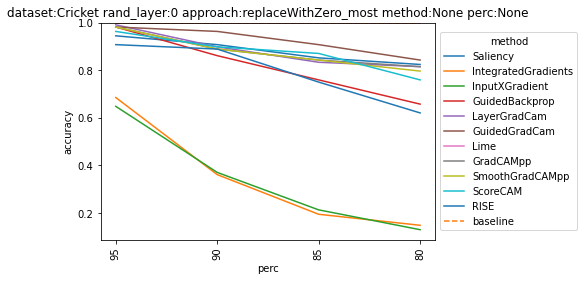 dataset:Cricket rand_layer:0 approach:replaceWithZero_most method:None perc:None
1.0
0.8
0.6
0.4
0.2
accuracy
95
90
85
80
perc
method
Saliency
IntegratedGradients
InputXGradient
GuidedBackprop
LayerGradCam
GuidedGradCam
Lime
GradCAMpp
SmoothGradCAMpp
ScoreCAM
RISE
baseline